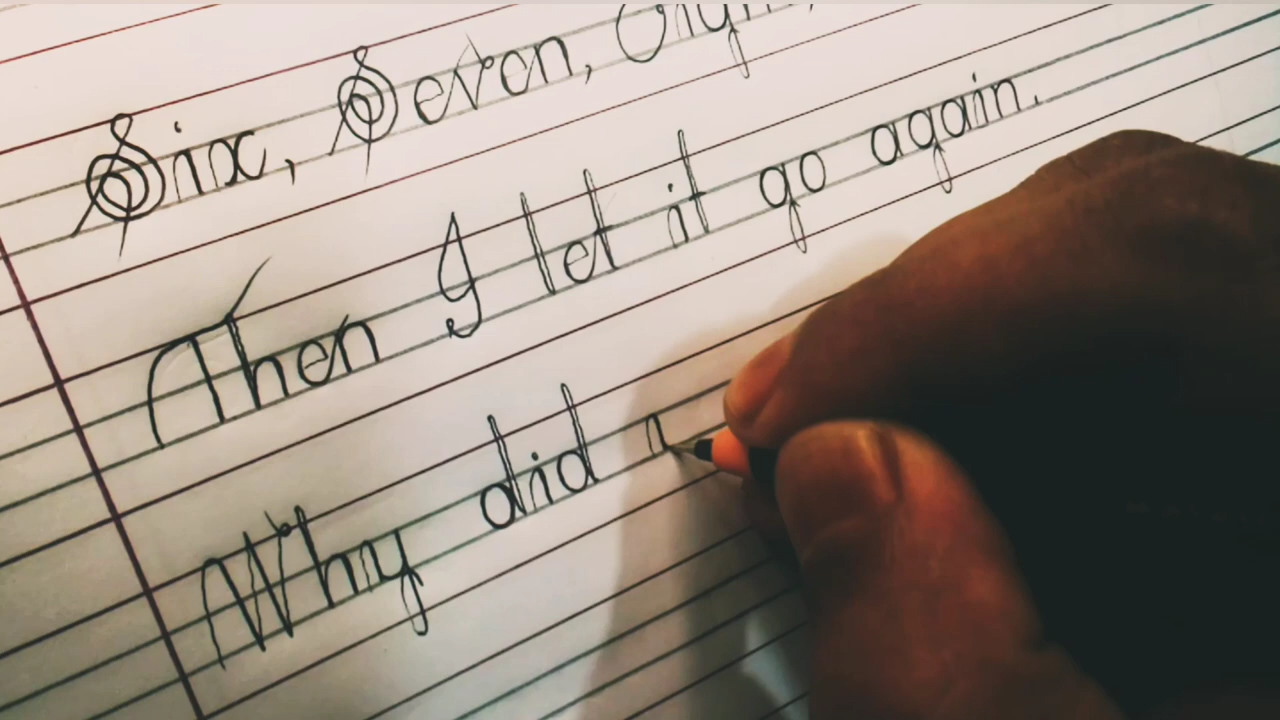 Six, Seven,
Then I let it go again.
Why did